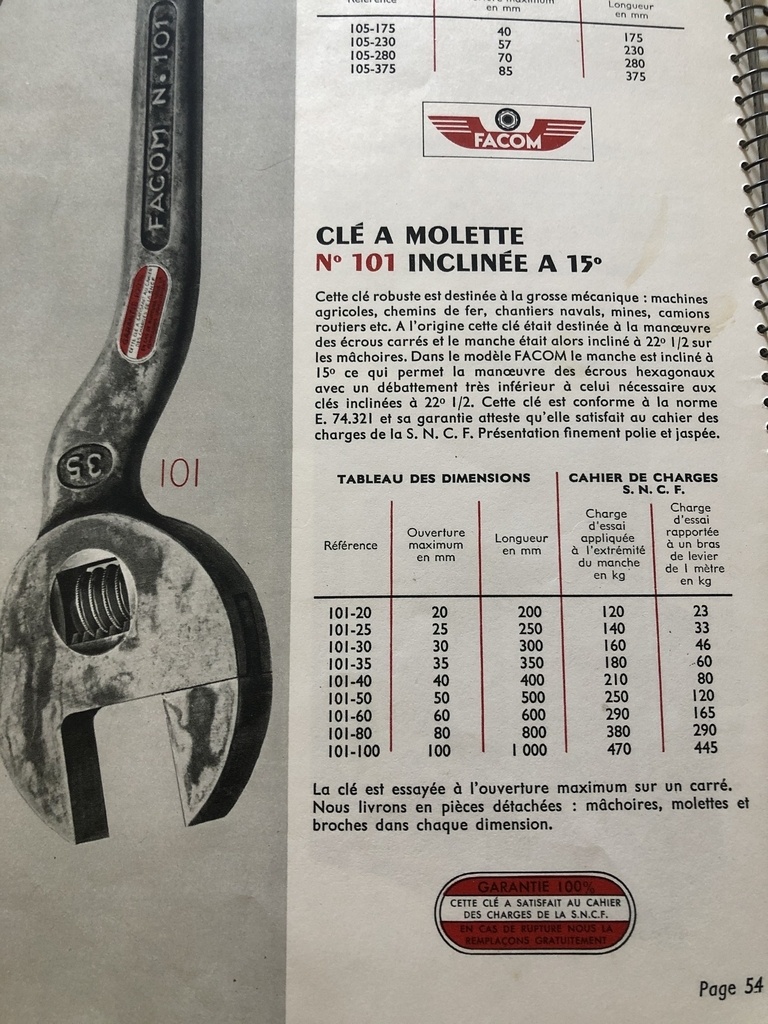 Référence
maximum
en mm
Longueur
en mm
105-175 40 175
105-230 57 230
105-280 70 280
105-375 85 375
FACOM
FACOM N. 101
35
101
CLÉ A MOLETTE
Nº 101 INCLINÉE A 15º
Cette clé robuste est destinée à la grosse mécanique : machines
agricoles, chemins de fer, chantiers navals, mines, camions
routiers etc. A l'origine cette clé était destinée à la manœuvre
des écrous carrés et le manche était alors incliné à 22º 1/2 sur
les mâchoires. Dans le modèle FACOM le manche est incliné à
15º ce qui permet la manœuvre des écrous hexagonaux
avec un débattement très inférieur à celui nécessaire aux
clés inclinées à 22º 1/2. Cette clé est conforme à la norme
E. 74.321 et sa garantie atteste qu'elle satisfait au cahier des
charges de la S. N. C. F. Présentation finement polie et jaspée.
TABLEAU DES DIMENSIONS
CAHIER DE CHARGES
S. N. C. F.
Référence
Ouverture
maximum
en mm
Longueur
en mm
Charge
d'essai
appliquée
à l'extrémité
du manche
en kg
Charge
d'essai
rapportée
à un bras
de levier
de 1 mètre
en kg
101-20 20 200 120 23
101-25 25 250 140 33
101-30 30 300 160 46
101-35 35 350 180 60
101-40 40 400 210 80
101-50 50 500 250 120
101-60 60 600 290 165
101-80 80 800 380 290
101-100 100 1 000 470 445
La clé est essayée à l'ouverture maximum sur un carré.
Nous livrons en pièces détachées : mâchoires, molettes et
broches dans chaque dimension.
GARANTIE 100%
CETTE CLÉ A SATISFAIT AU CAHIER
DES CHARGES DE LA S.N.C.F.
EN CAS DE RUPTURE NOUS LA
REMPLAÇONS GRATUITEMENT
Page 54